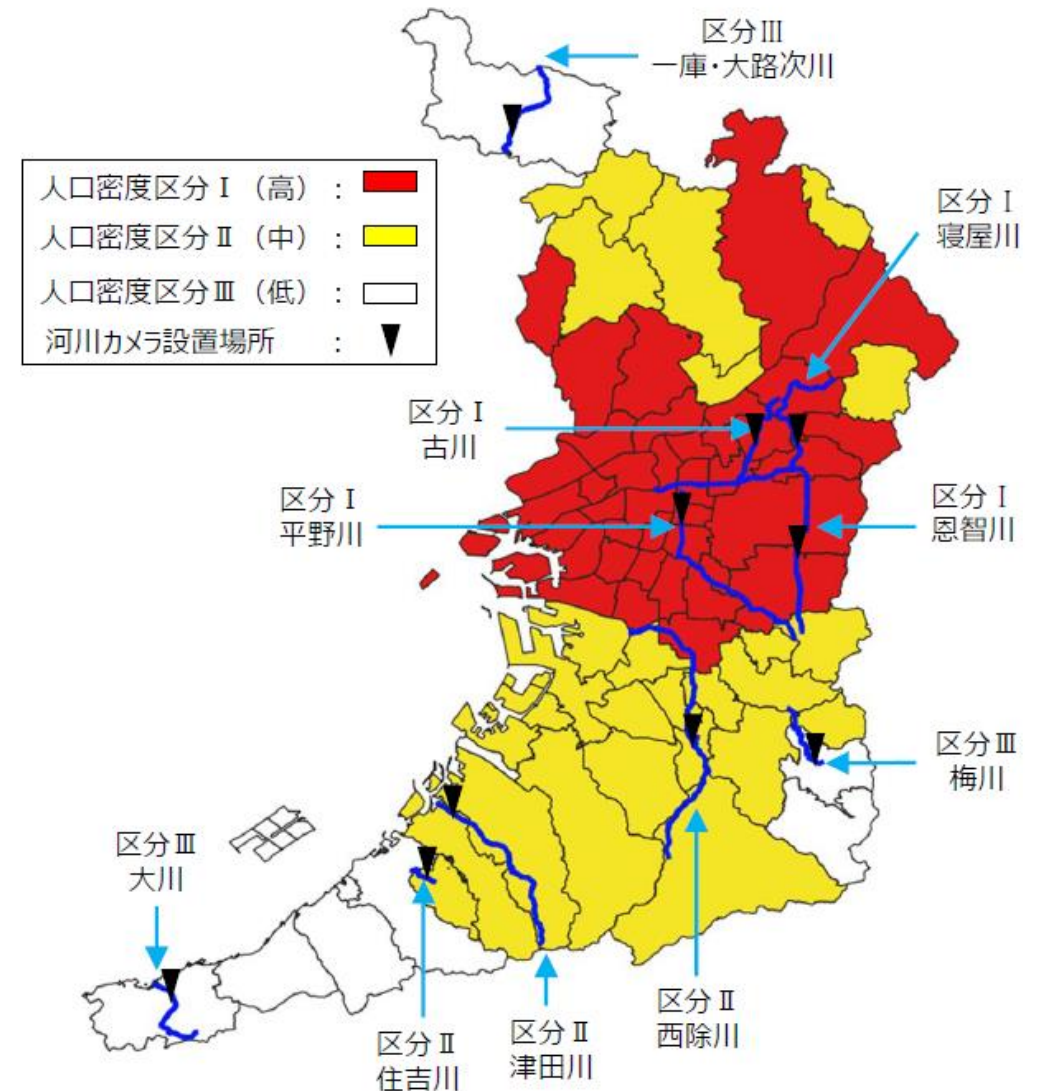 区分Ⅲ
一庫・大路次川
人口密度区分Ⅰ（高）：
人口密度区分Ⅱ（中）：
人口密度区分Ⅲ（低）：
河川カメラ設置場所　：
区分Ⅰ
寝屋川
区分Ⅰ
古川
区分Ⅰ
平野川
区分Ⅰ
恩智川
区分Ⅲ
梅川
区分Ⅲ
大川
区分Ⅱ
西除川
区分Ⅱ
津田川
区分Ⅱ
住吉川